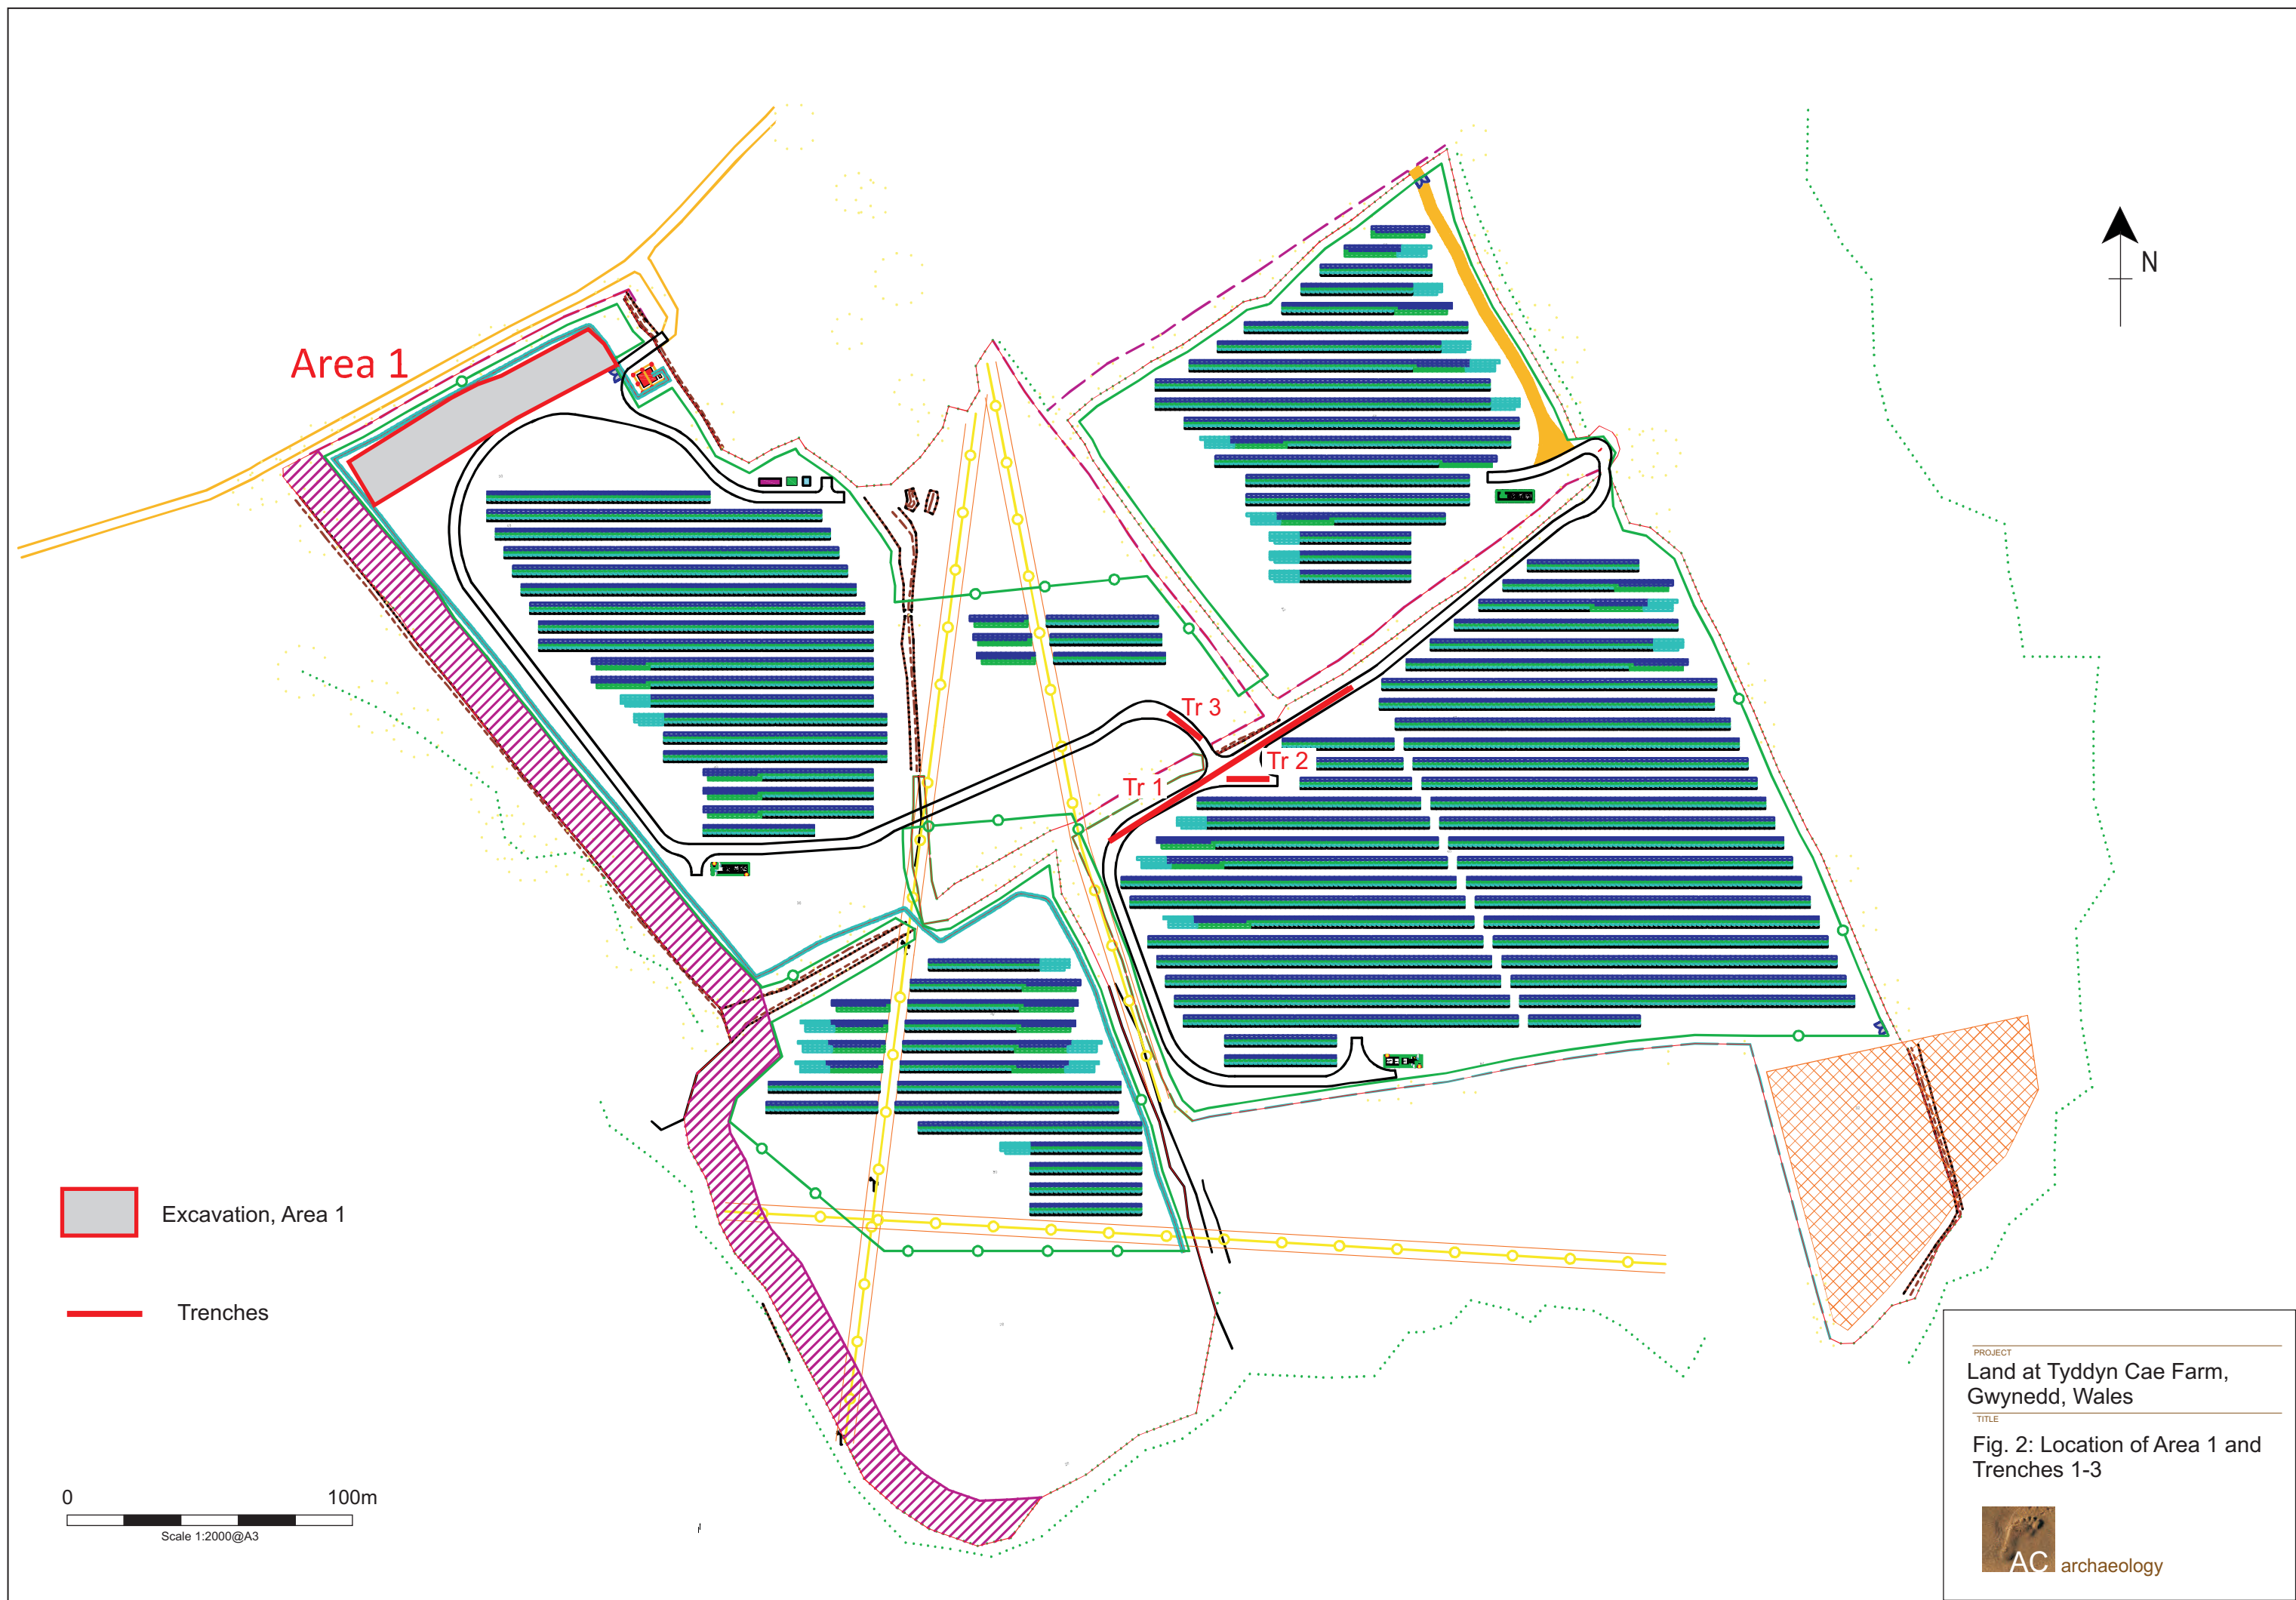 Area 1
N
Tr 3
Tr 2
Tr 1
Excavation, Area 1
Trenches
0 100m
Scale 1:2000@A3
PROJECT
Land at Tyddyn Cae Farm,
Gwynedd, Wales
TITLE
Fig. 2: Location of Area 1 and
Trenches 1-3
AC archaeology